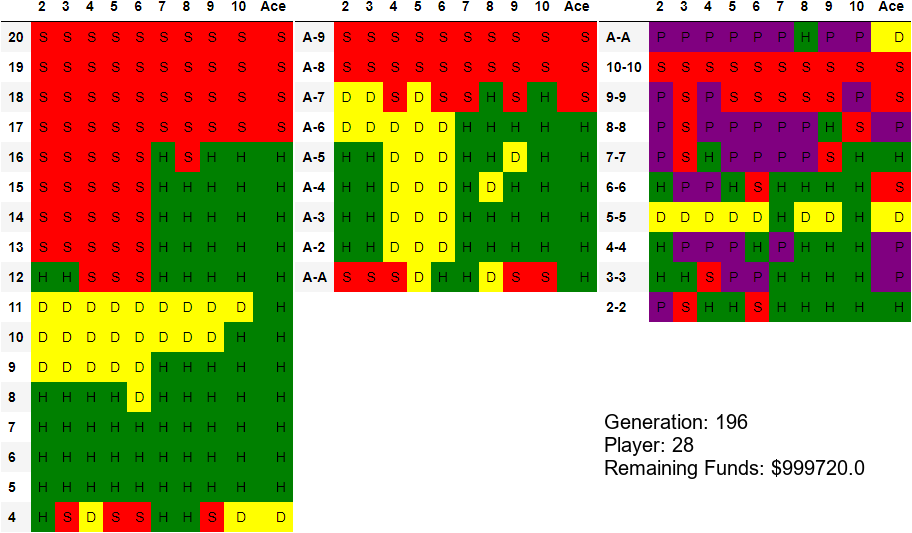 2 3 4 5 6 7 8 9 10 Ace
20 S S S S S S S S S S
19 S S S S S S S S S S
18 S S S S S S S S S S
17 S S S S S S S S S S
16 S S S S S H S H H H
15 S S S S S H H H H H
14 S S S S S H H H H H
13 S S S S S H H H H H
12 H H S S S H H H H H
11 D D D D D D D D D H
10 D D D D D D D D H H
9 D D D D D H H H H H
8 H H H H D H H H H H
7 H H H H H H H H H H
6 H H H H H H H H H H
5 H H H H H H H H H H
4 H S D S S H H S D D
2 3 4 5 6 7 8 9 10 Ace
A-9 S S S S S S S S S S
A-8 S S S S S S S S S S
A-7 D D S D S S H S H S
A-6 D D D D D H H H H H
A-5 H H D D D H H D H H
A-4 H H D D D H D H H H
A-3 H H D D D H H H H H
A-2 H H D D D H H H H H
A-A S S S D H H D S S H
2 3 4 5 6 7 8 9 10 Ace
A-A P P P P P P H P P D
10-10 S S S S S S S S S S
9-9 P S P S S S S S P S
8-8 P S P P P P P H S P
7-7 P S H P P P P S H H
6-6 H P P H S H H H H S
5-5 D D D D D H D D H D
4-4 H P P P H P H H H P
3-3 H H S P P H H H H P
2-2 P S H H S H H H H H
Generation: 196
Player: 28
Remaining Funds: $999720.0